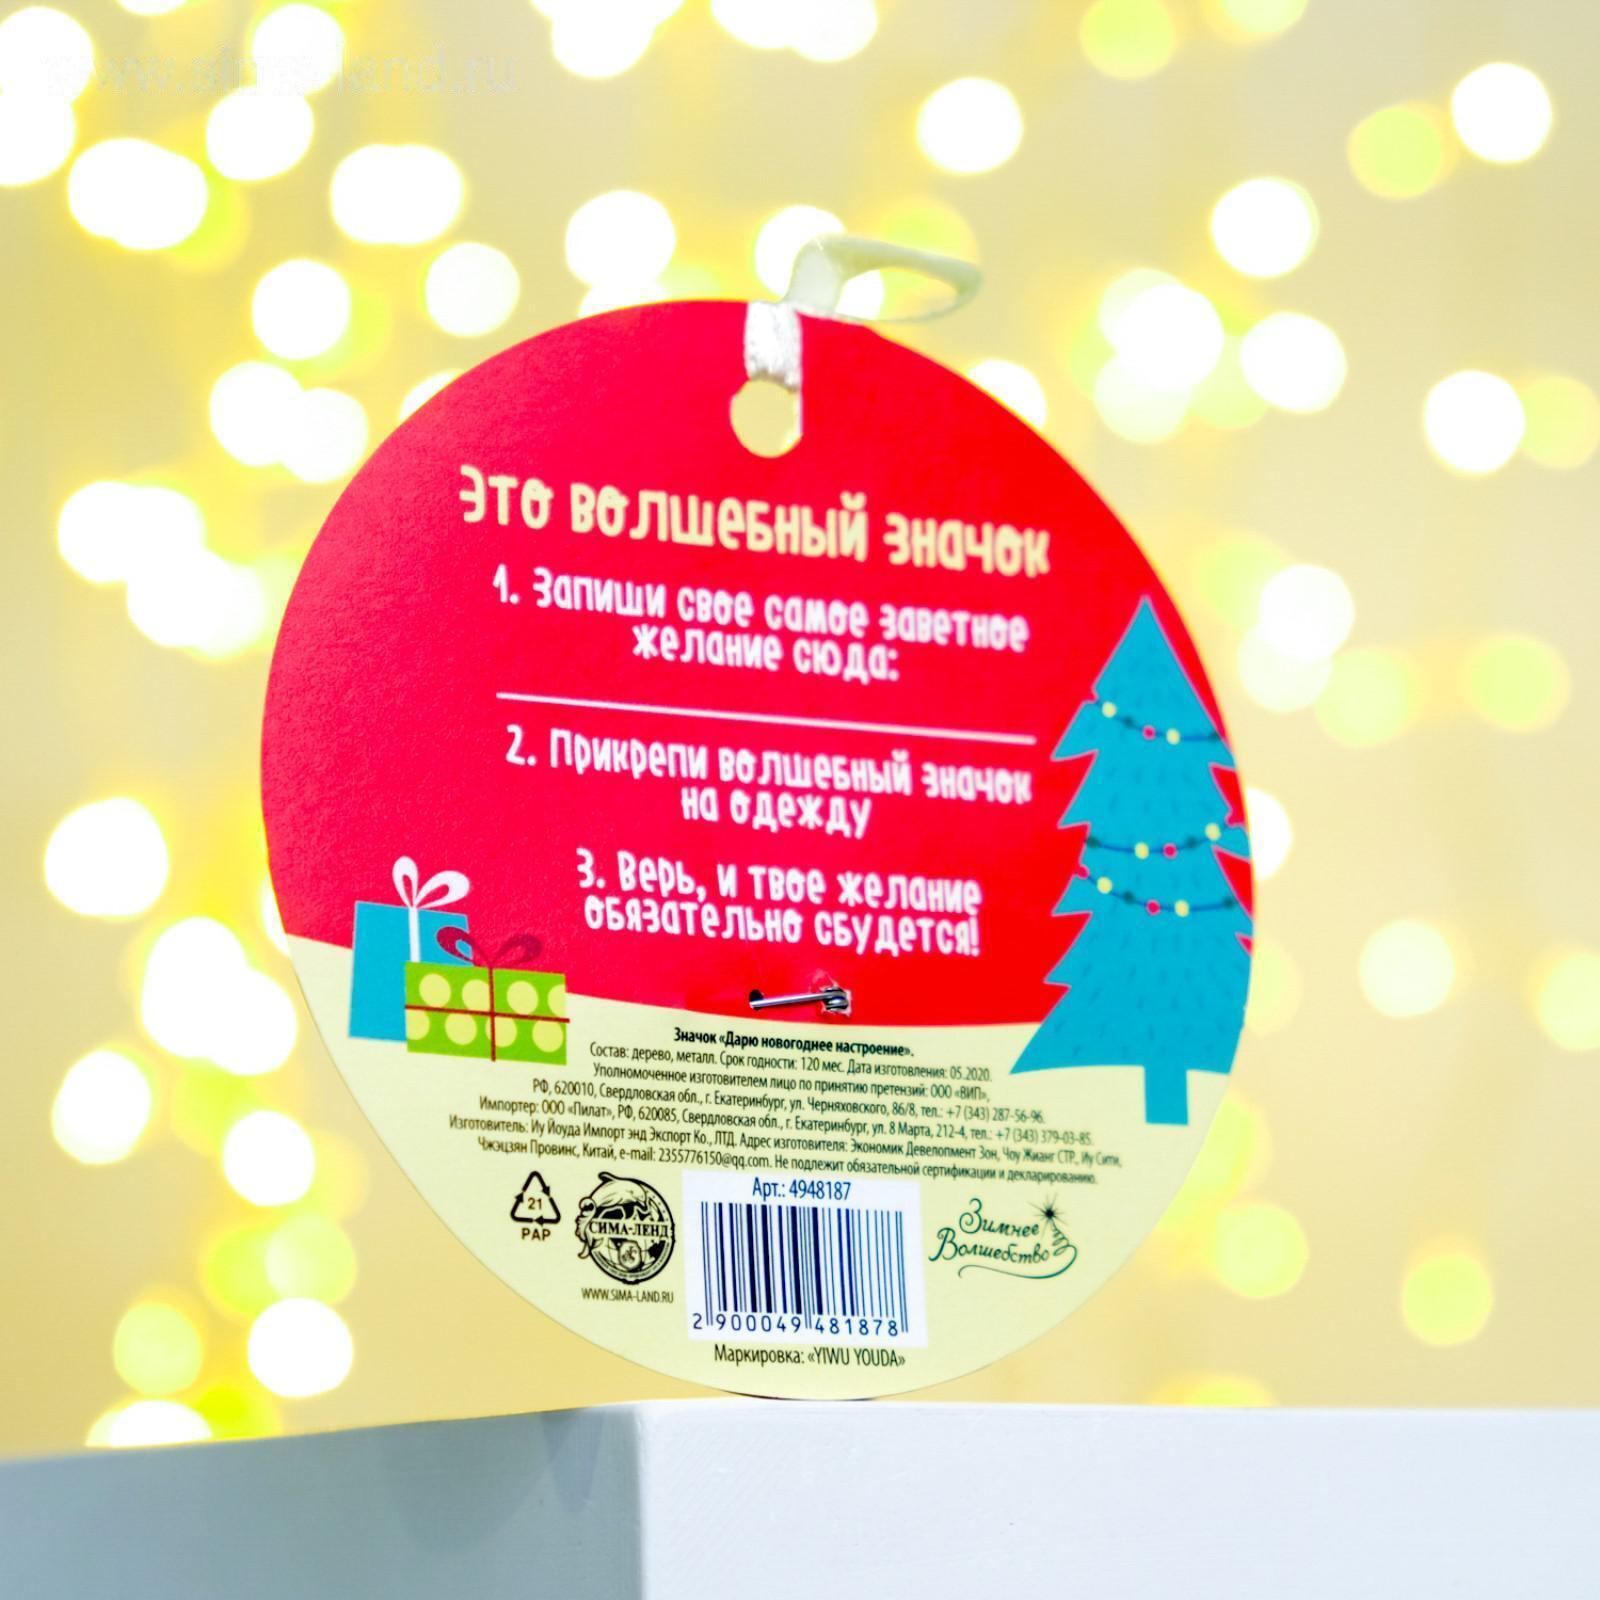 www.sima-land.ru
Это волшебный значок
1. Запиши свое самое заветное
желание сюда:
2. Прикрепи волшебный значок
на одежду
3. Верь, и твое желание
обязательно сбудется!
Значок «Дарю новогоднее настроение».
Состав: дерево, металл. Срок годности: 120 мес. Дата изготовления: 05.2020.
Уполномоченное изготовителем лицо по принятию претензий: ООО «ВИП»,
РФ, 620010, Свердловская обл., г. Екатеринбург, ул. Черняховского, 86/8, тел.: +7 (343) 287-56-96.
Импортер: ООО «Пилат», РФ, 620085, Свердловская обл., г. Екатеринбург, ул. 8 Марта, 212-4, тел.: +7 (343) 379-03-85.
Изготовитель: Иу Йоуда Импорт энд Экспорт Ко., ЛТД. Адрес изготовителя: Экономик Девелопмент Зон, Чоу Жианг СТР., Иу Сити,
Чжэцзян Провинс, Китай, e-mail: 2355776150@qq.com. Не подлежит обязательной сертификации и декларированию.
Арт.: 4948187
21
PAP
СИМА-ЛЕНД
WWW.SIMA-LAND.RU
Зимнее
Волшебство
2 900049 481878
Маркировка: «YIWU YOUDA»